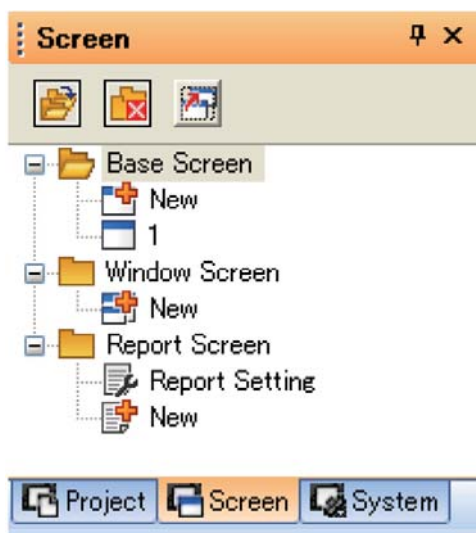 Screen
Base Screen
New
1
Window Screen
New
Report Screen
Report Setting
New
Project Screen System